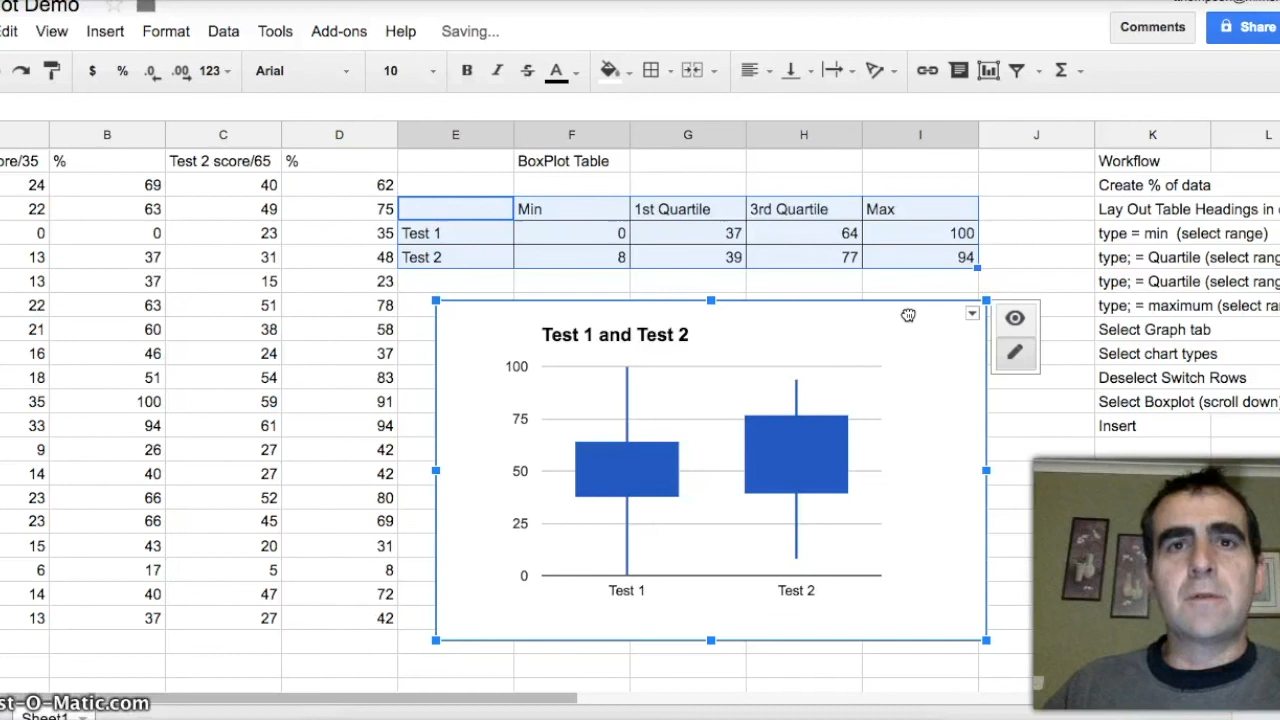 ot Demo
dit View Insert Format Data Tools Add-ons Help Saving... Comments Share
$ % .0 .00 123 Arial 10 B I S A Σ
B C D E F G H I J K L
ore/35 % Test 2 score/65 % BoxPlot Table Workflow
24 69 40 62 Create % of data
22 63 49 75 Min 1st Quartile 3rd Quartile Max Lay Out Table Headings in
0 0 23 35 Test 1 0 37 64 100 type = min (select range)
13 37 31 48 Test 2 8 39 77 94 type; = Quartile (select rang
13 37 15 23 type; = Quartile (select rang
22 63 51 78 type; = maximum (select ra
21 60 38 58 Select Graph tab
16 46 24 37 Select chart types
18 51 54 83 Deselect Switch Rows
35 100 59 91 Select Boxplot (scroll down)
33 94 61 94 Insert
9 26 27 42
14 40 27 42
23 66 52 80
23 66 45 69
15 43 20 31
6 17 5 8
14 40 47 72
13 37 27 42
Test 1 and Test 2
100
75
50
25
0
Test 1 Test 2
st-O-Matic.com
Sheet1